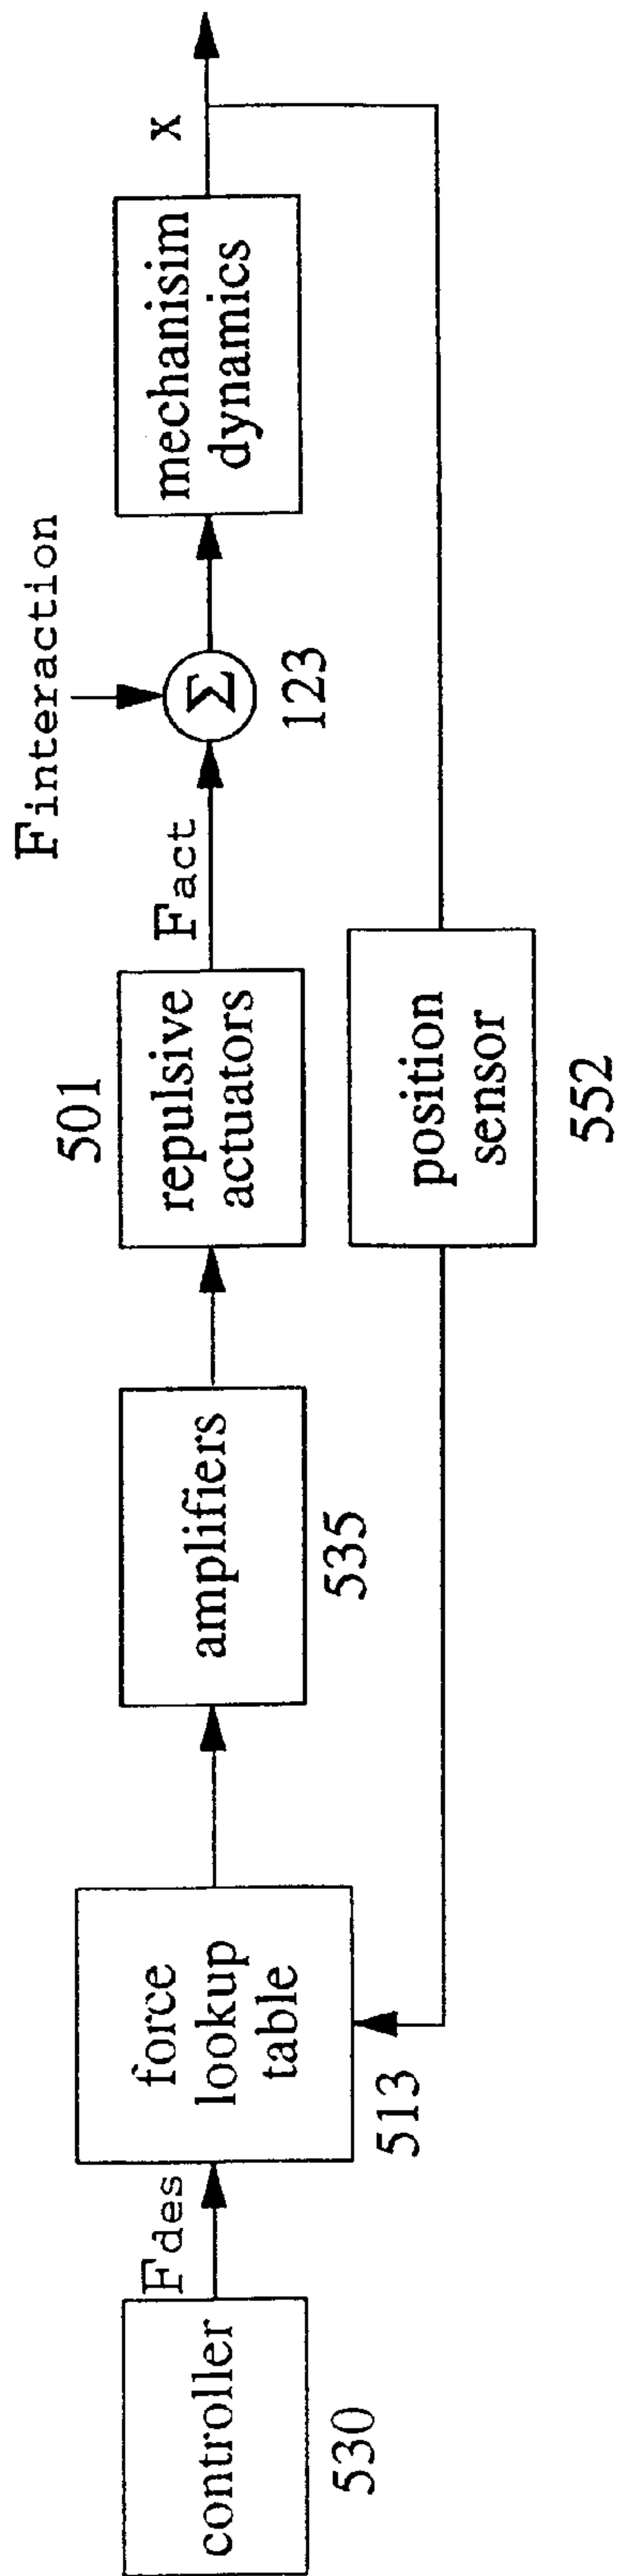 controller
530
Fdes
force
lookup
table
513
amplifiers
535
501
repulsive
actuators
Fact
Finteraction
Σ
123
mechanisim
dynamics
x
position
sensor
552